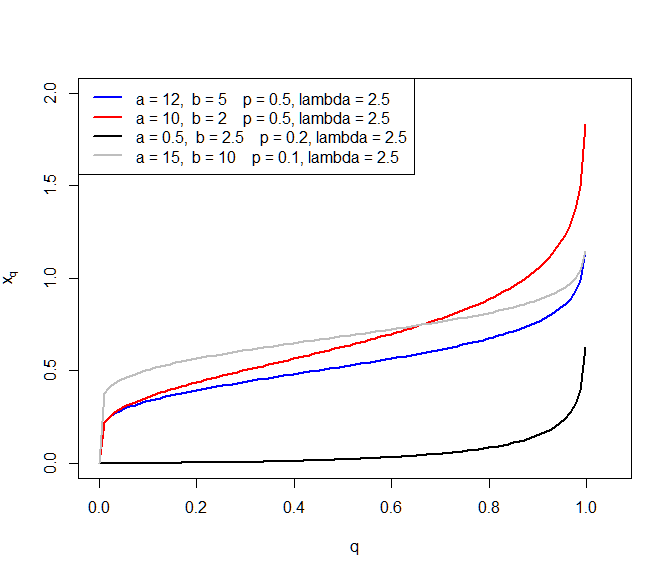 a = 12,  b = 5    p = 0.5, lambda = 2.5
a = 10,  b = 2    p = 0.5, lambda = 2.5
a = 0.5,  b = 2.5    p = 0.2, lambda = 2.5
a = 15,  b = 10    p = 0.1, lambda = 2.5
2.0
1.5
1.0
0.5
0.0
x_q
0.0 0.2 0.4 0.6 0.8 1.0
q